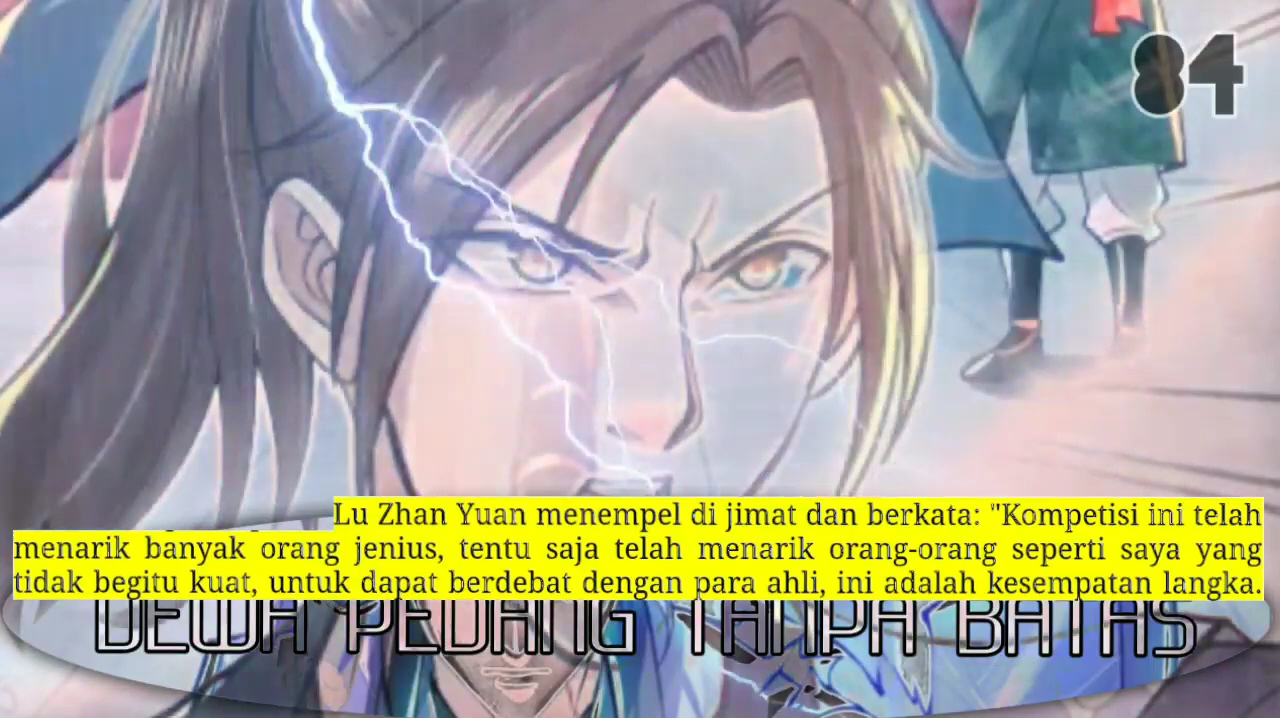 84
Lu Zhan Yuan menempel di jimat dan berkata: "Kompetisi ini telah
menarik banyak orang jenius, tentu saja telah menarik orang-orang seperti saya yang
tidak begitu kuat, untuk dapat berdebat dengan para ahli, ini adalah kesempatan langka.
DEWA PEDANG TANPA BATAS